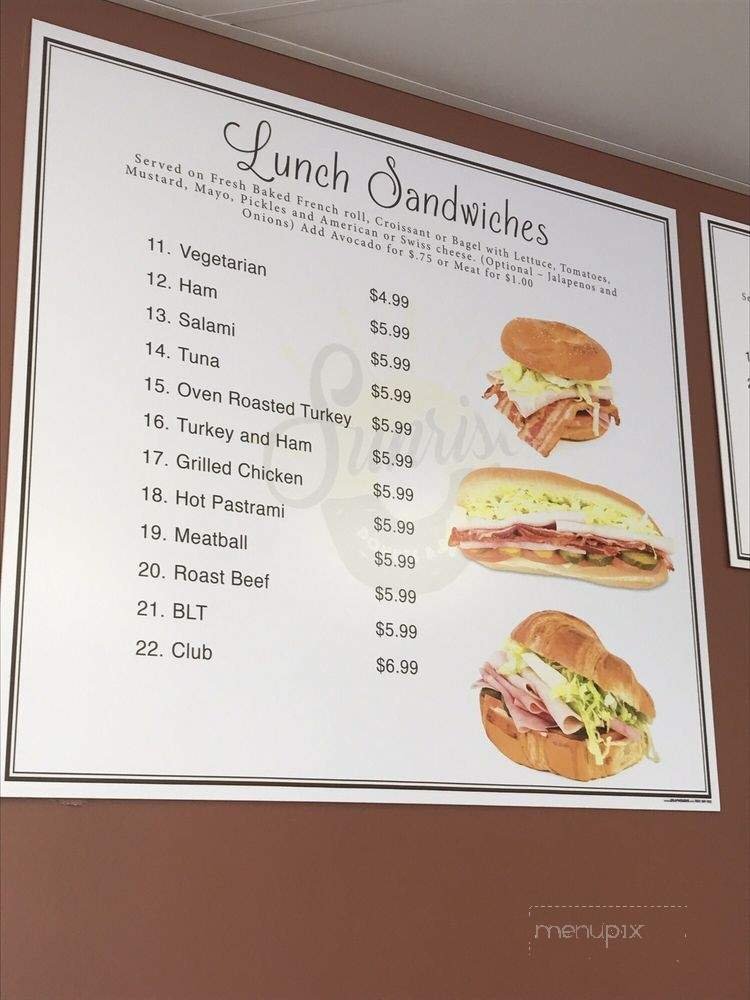 Lunch Sandwiches
Served on Fresh Baked French roll, Croissant or Bagel with Lettuce, Tomatoes,
Mustard, Mayo, Pickles and American or Swiss cheese. (Optional – Jalapenos and
Onions) Add Avocado for $.75 or Meat for $1.00
11. Vegetarian $4.99
12. Ham $5.99
13. Salami $5.99
14. Tuna $5.99
15. Oven Roasted Turkey $5.99
16. Turkey and Ham $5.99
17. Grilled Chicken $5.99
18. Hot Pastrami $5.99
19. Meatball $5.99
20. Roast Beef $5.99
21. BLT $5.99
22. Club $6.99
Sunrise
menupix